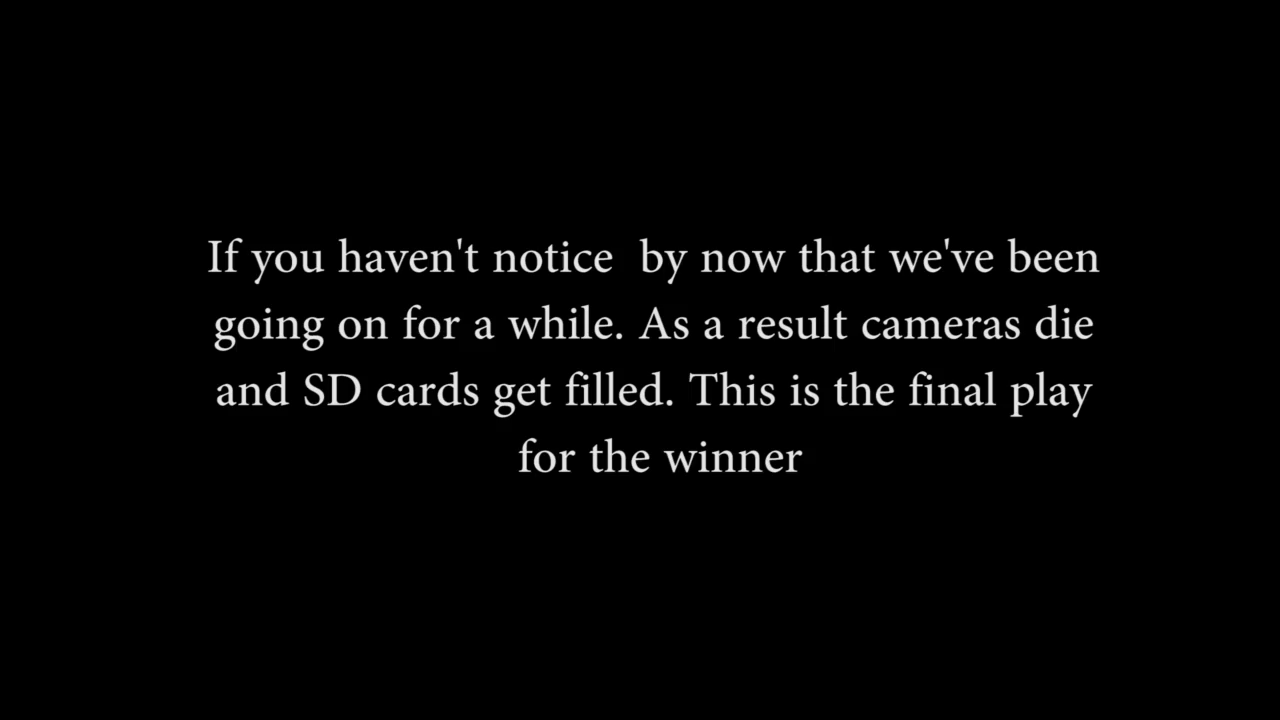 If you haven't notice  by now that we've been
going on for a while. As a result cameras die
and SD cards get filled. This is the final play
for the winner